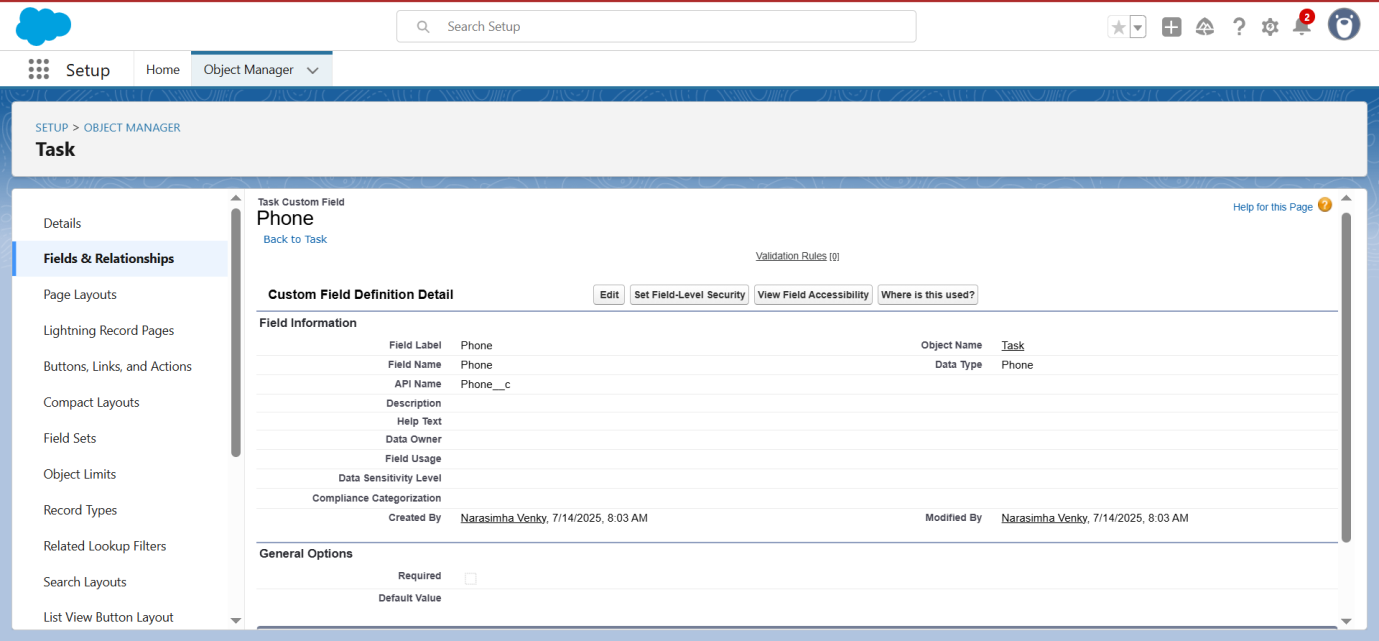 Search Setup
2
Setup
Home
Object Manager
SETUP > OBJECT MANAGER
Task
Details
Fields & Relationships
Page Layouts
Lightning Record Pages
Buttons, Links, and Actions
Compact Layouts
Field Sets
Object Limits
Record Types
Related Lookup Filters
Search Layouts
List View Button Layout
Task Custom Field
Phone
Back to Task
Help for this Page ?
Validation Rules [0]
Custom Field Definition Detail
Edit Set Field-Level Security View Field Accessibility Where is this used?
Field Information
Field Label Phone Object Name Task
Field Name Phone Data Type Phone
API Name Phone__c
Description
Help Text
Data Owner
Field Usage
Data Sensitivity Level
Compliance Categorization
Created By Narasimha Venky, 7/14/2025, 8:03 AM Modified By Narasimha Venky, 7/14/2025, 8:03 AM
General Options
Required
Default Value